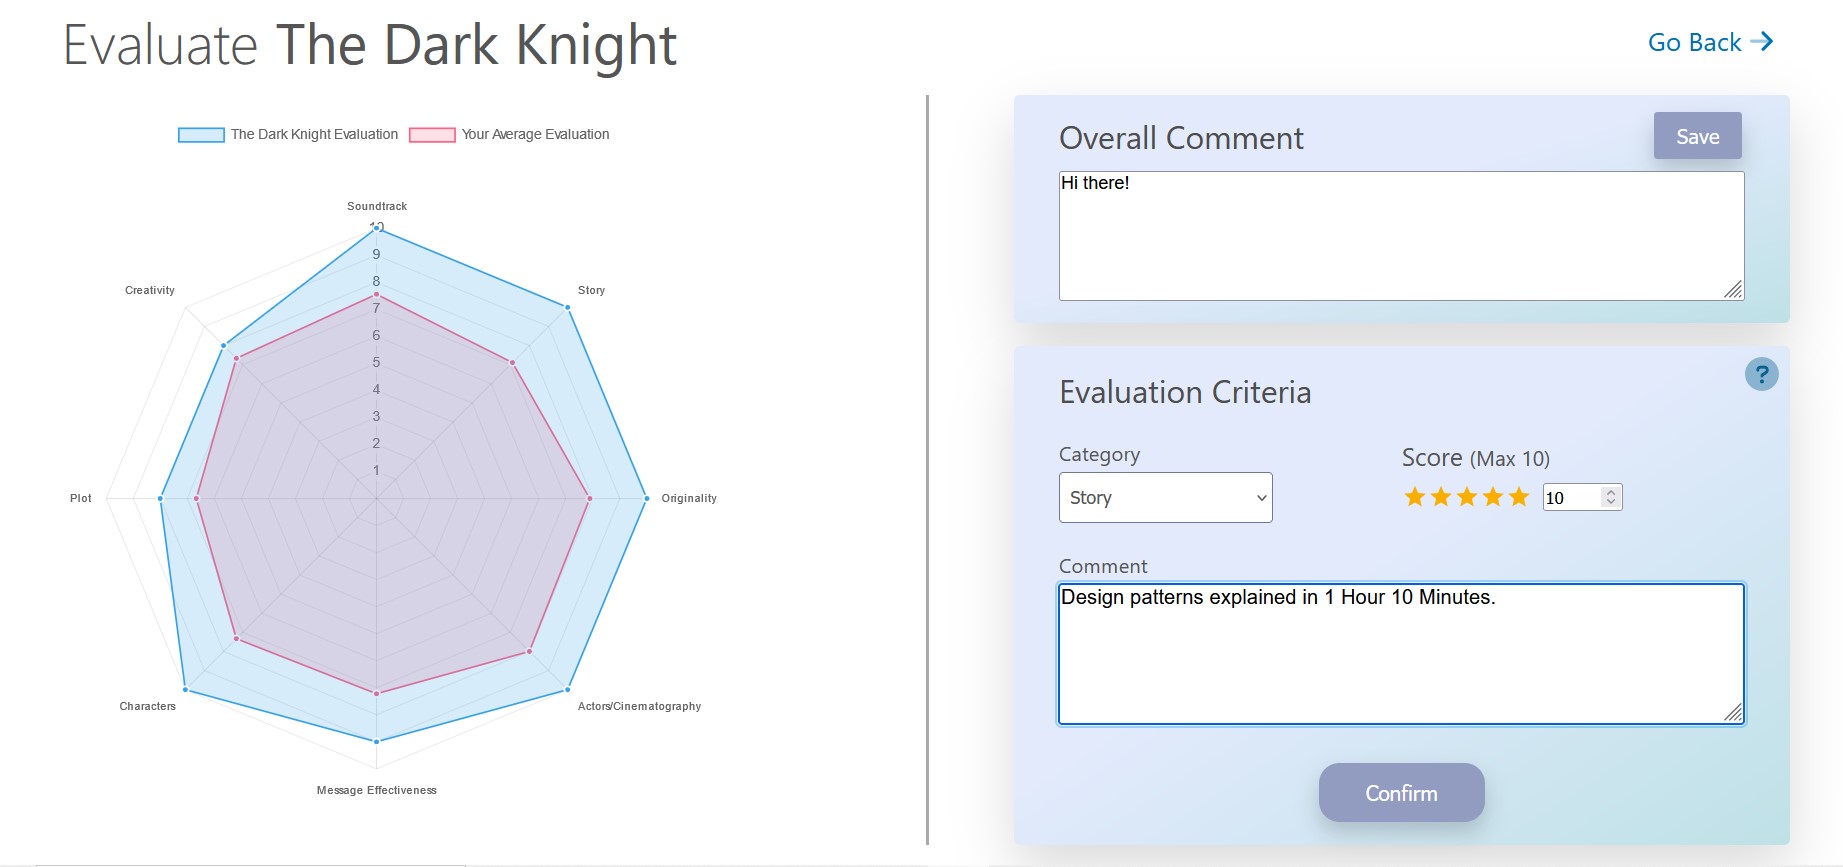 Evaluate The Dark Knight
Go Back
The Dark Knight Evaluation
Your Average Evaluation
Soundtrack
Story
Originality
Actors/Cinematography
Message Effectiveness
Characters
Plot
Creativity
10
9
8
7
6
5
4
3
2
1
Overall Comment
Save
Hi there!
?
Evaluation Criteria
Category
Story
Score (Max 10)
10
Comment
Design patterns explained in 1 Hour 10 Minutes.
Confirm